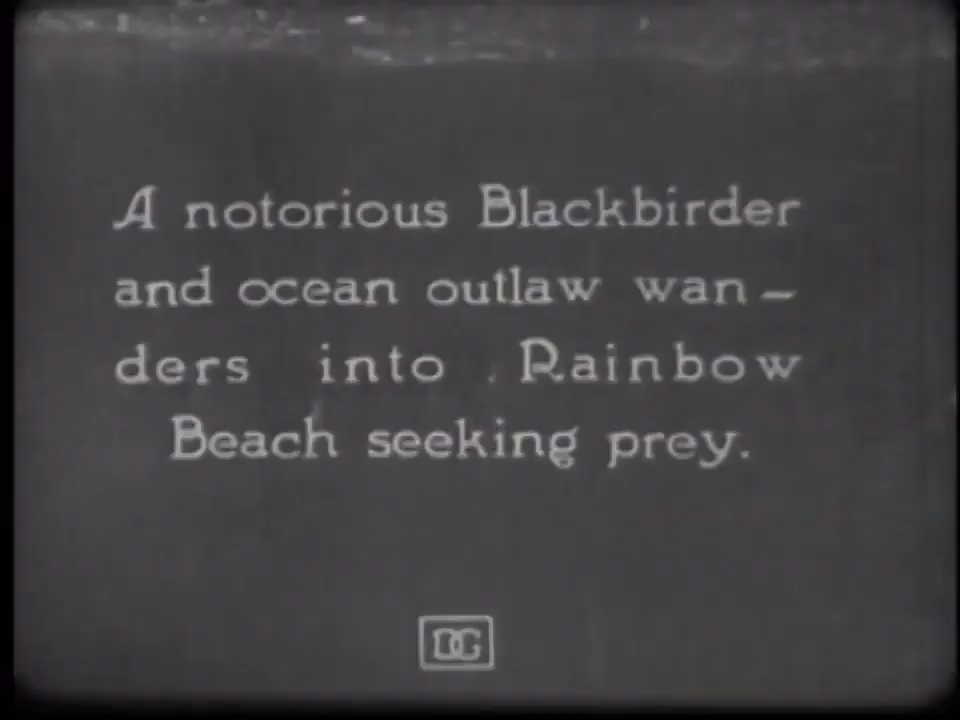 A notorious Blackbirder
and ocean outlaw wan-
ders into Rainbow
Beach seeking prey.
DG